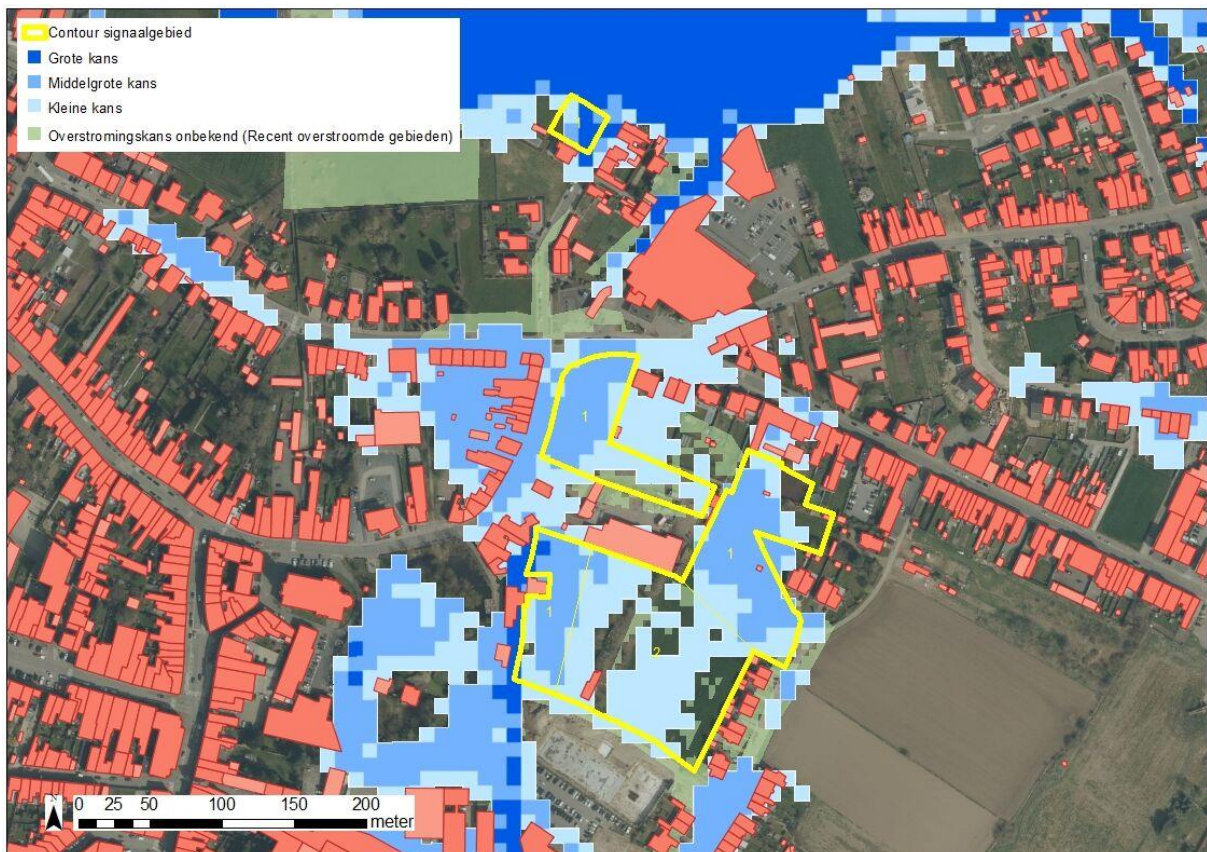 Contour signaalgebied
Grote kans
Middelgrote kans
Kleine kans
Overstromingskans onbekend (Recent overstroomde gebieden)
1
1
1
2
N
0 25 50 100 150 200
meter